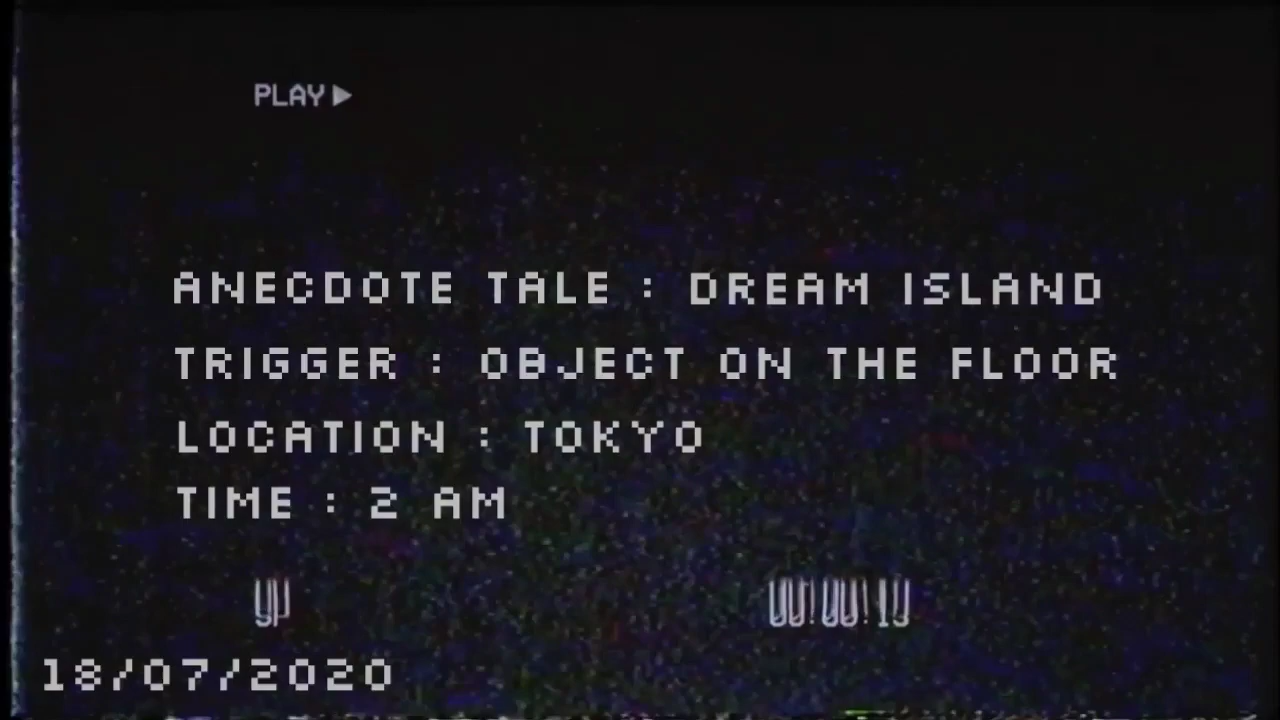 PLAY ▶
ANECDOTE TALE : DREAM ISLAND
TRIGGER : OBJECT ON THE FLOOR
LOCATION : TOKYO
TIME : 2 AM
18/07/2020